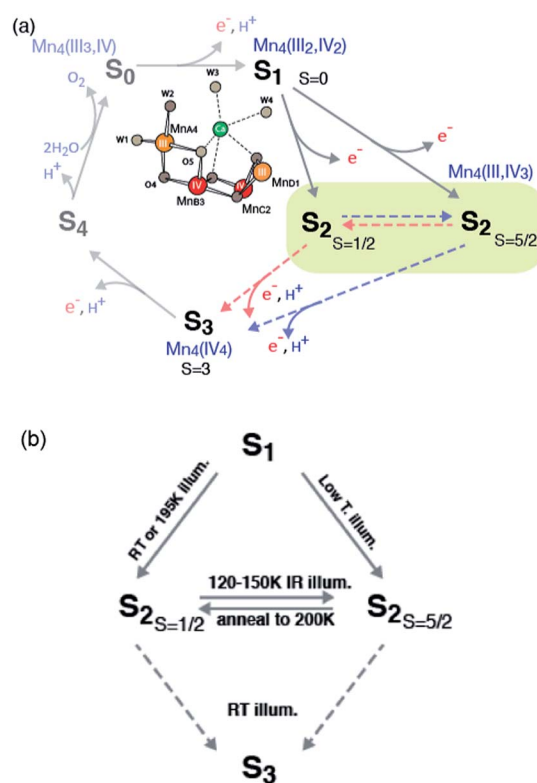 (a)
Mn4(III3,IV)
e-, H+
Mn4(III2,IV2)
S0
S1 S=0
O2
W3
W2
W4
Ca
e-
e-
2H2O
W1
MnA4
III
O5
Mn4(III,IV3)
H+
O4
IV
IV
III
MnD1
MnB3
MnC2
S4
S2 S=1/2
S2 S=5/2
e-, H+
e-, H+
S3
Mn4(IV4)
S=3
e-, H+
(b)
S1
RT or 195K illum.
Low T. illum.
120-150K IR illum.
S2 S=1/2
S2 S=5/2
anneal to 200K
RT illum.
S3